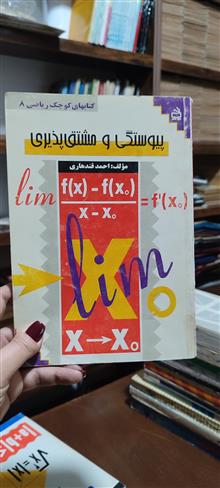 کتابهای کوچک ریاضی ۸
پیوستگی و مشتق‌پذیری
مؤلف: احمد قندهاری
lim f(x) - f(x₀) / x - x₀ = f'(x₀)
x
lim
x → x₀